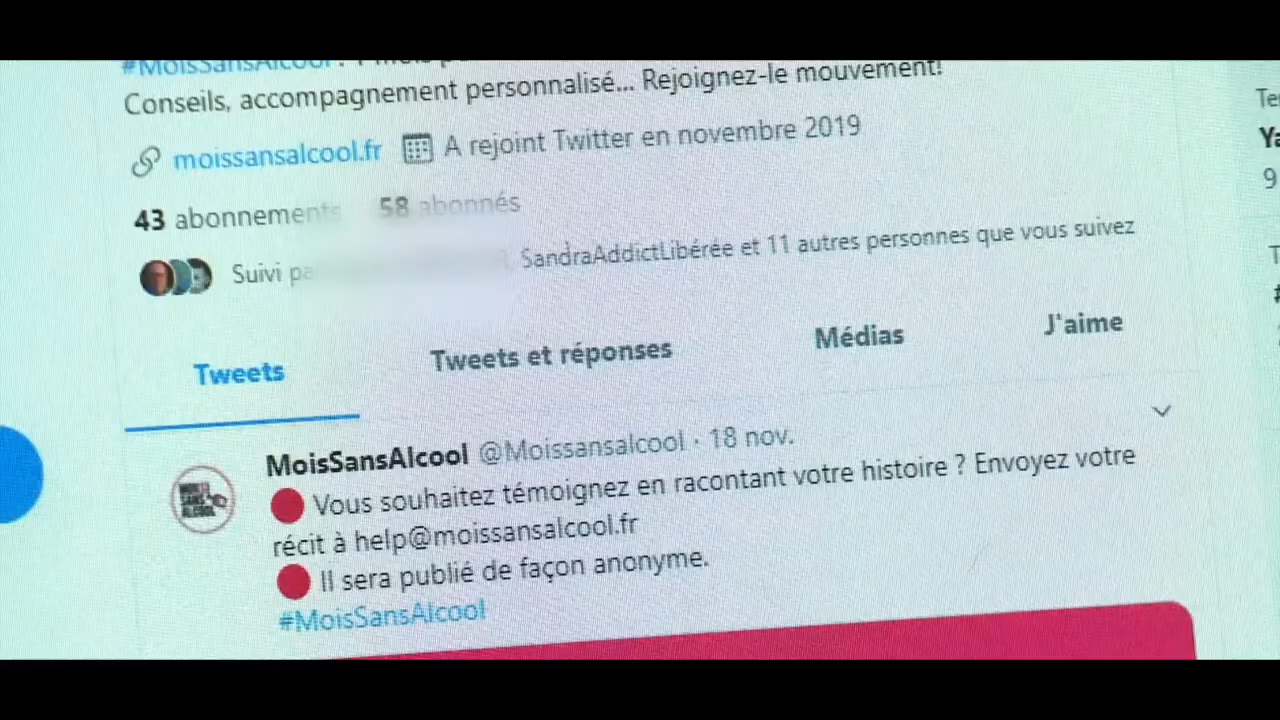 #MoisSansAlcool : 1 mois
Conseils, accompagnement personnalisé... Rejoignez-le mouvement!
moissansalcool.fr A rejoint Twitter en novembre 2019
43 abonnements 58 abonnés
Suivi SandraAddictLibérée et 11 autres personnes que vous suivez
Tweets Tweets et réponses Médias J'aime
MoisSansAlcool @Moissansalcool · 18 nov.
Vous souhaitez témoignez en racontant votre histoire ? Envoyez votre
récit à help@moissansalcool.fr
Il sera publié de façon anonyme.
#MoisSansAlcool
9